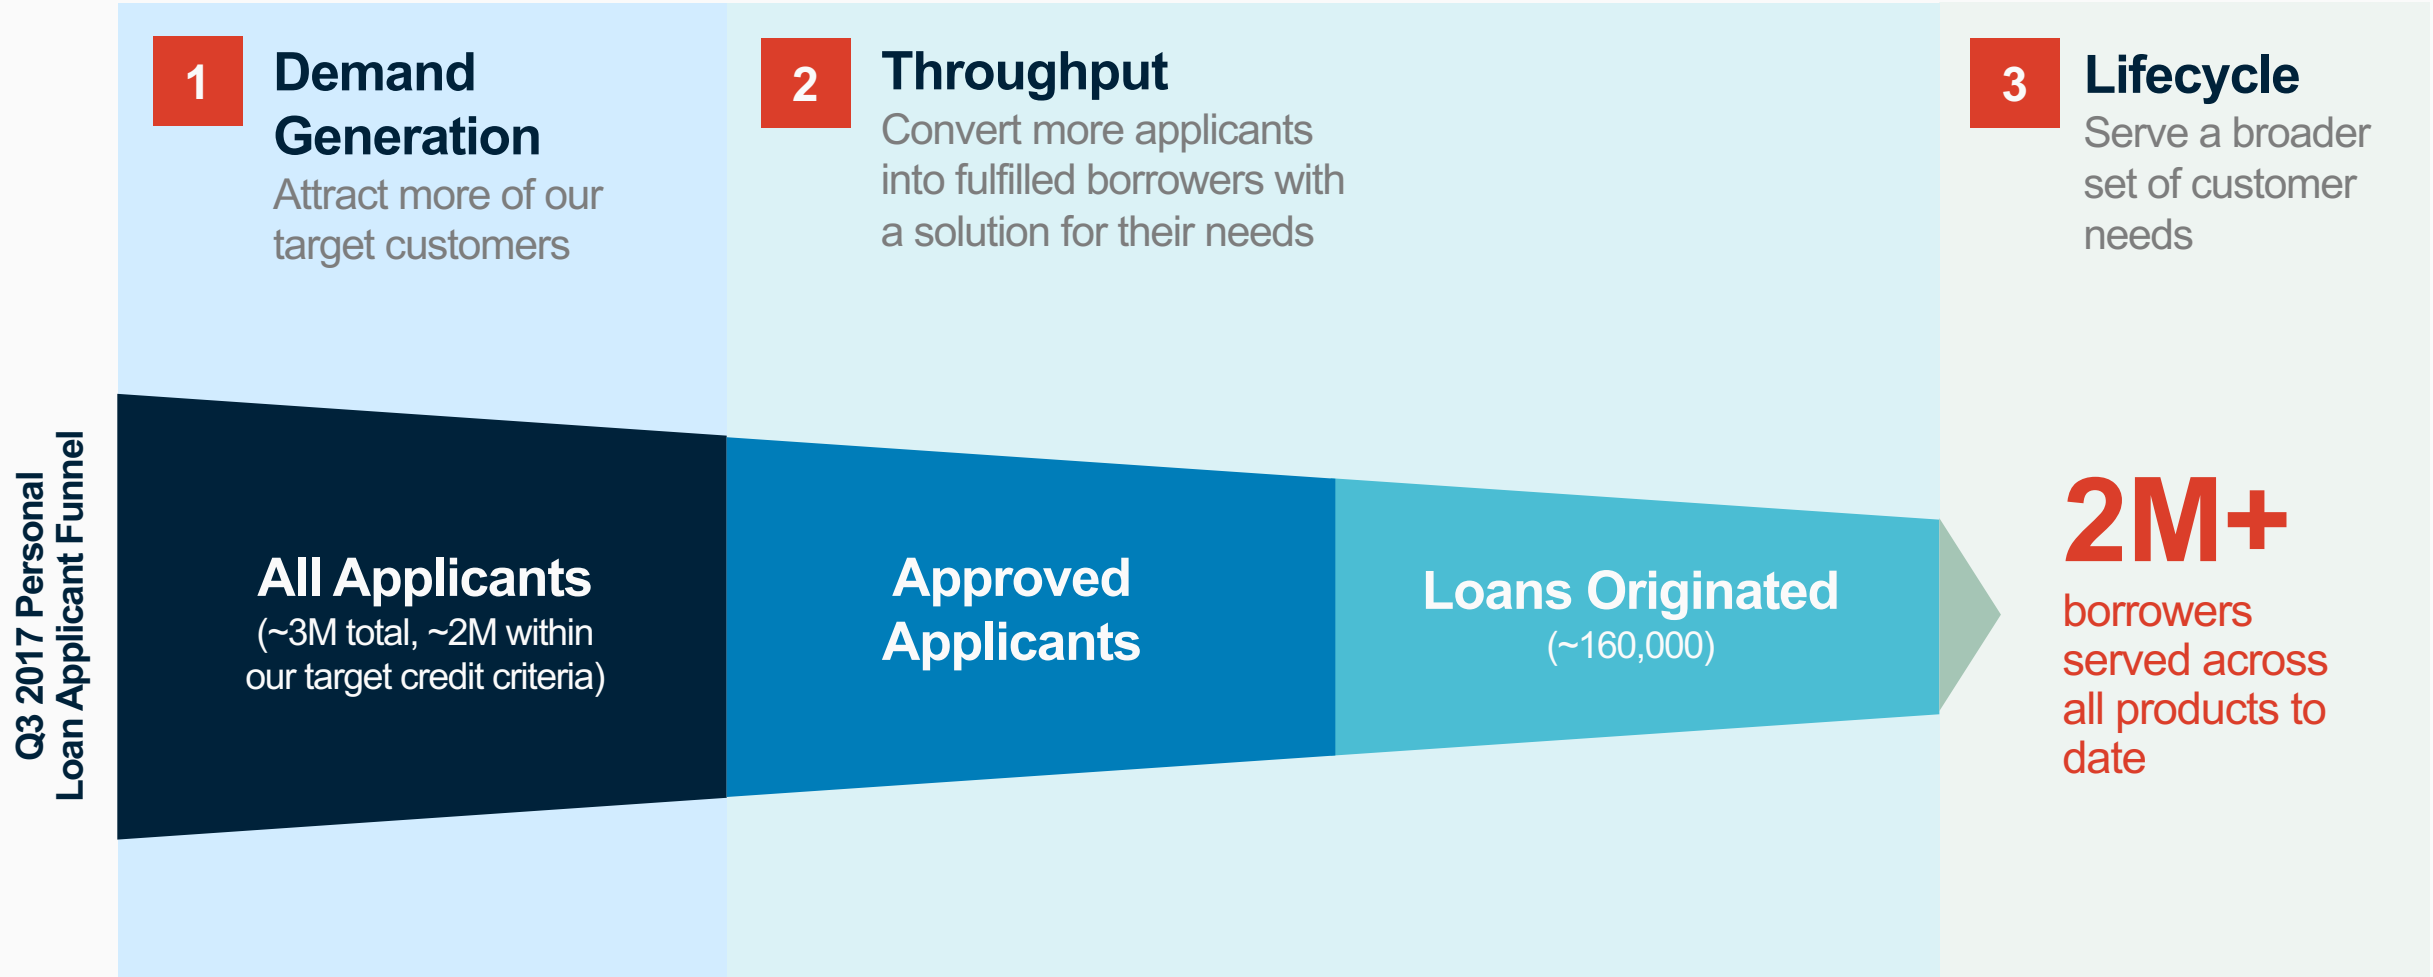 1
Demand
Generation
Attract more of our
target customers
2
Throughput
Convert more applicants
into fulfilled borrowers with
a solution for their needs
3
Lifecycle
Serve a broader
set of customer
needs
Q3 2017 Personal
Loan Applicant Funnel
All Applicants
(~3M total, ~2M within
our target credit criteria)
Approved
Applicants
Loans Originated
(~160,000)
2M+
borrowers
served across
all products to
date